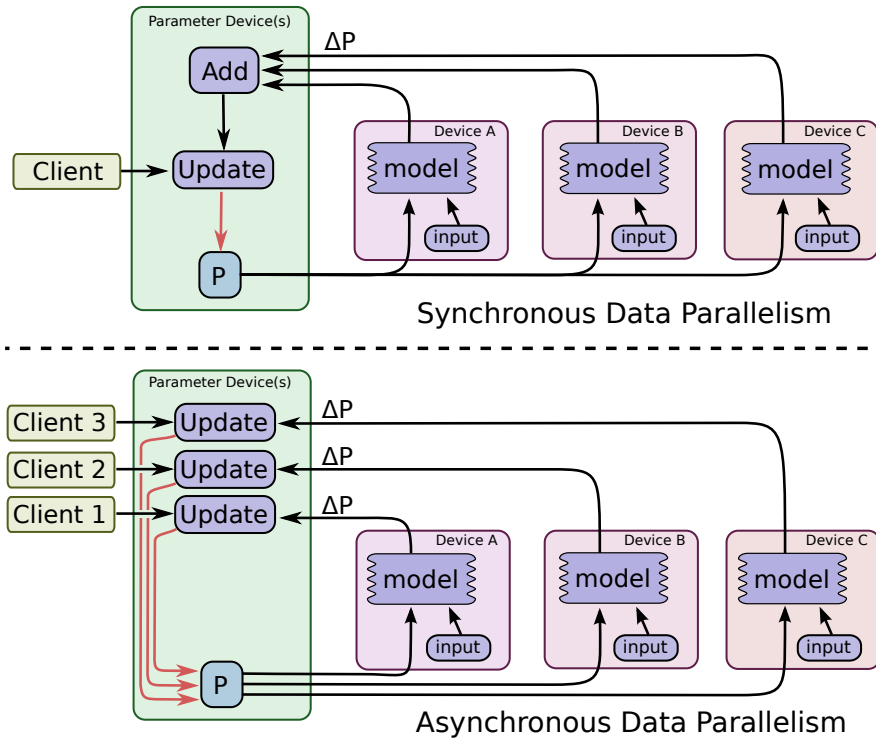 Parameter Device(s)
ΔP
Add
Device A
Device B
Device C
Client
Update
model
model
model
input
input
input
P
Synchronous Data Parallelism
Parameter Device(s)
Client 3
Update
ΔP
Client 2
Update
ΔP
Client 1
Update
ΔP
Device A
Device B
Device C
model
model
model
input
input
input
P
Asynchronous Data Parallelism